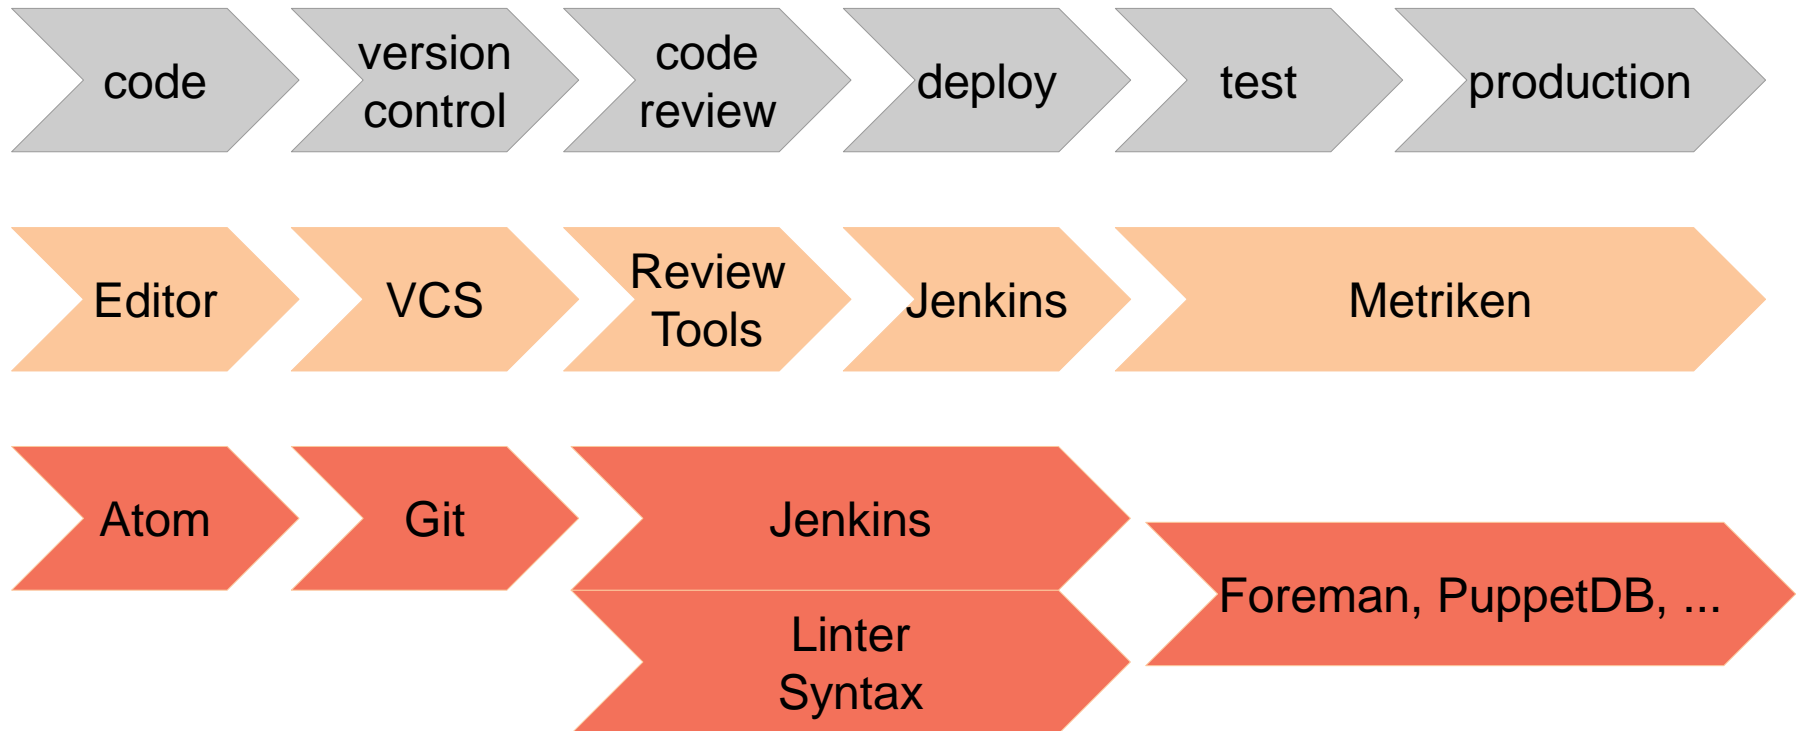 code
version
control
code
review
deploy
test
production
Editor
VCS
Review
Tools
Jenkins
Metriken
Atom
Git
Jenkins
Linter
Syntax
Foreman, PuppetDB, ...